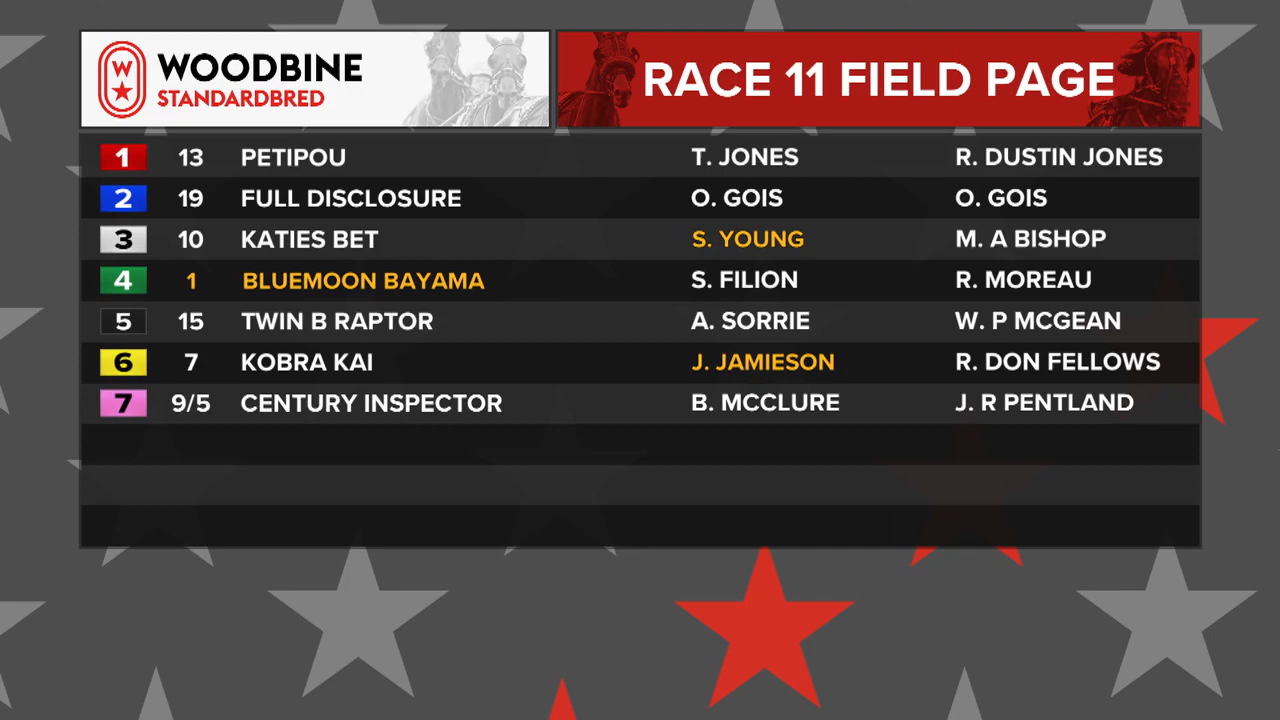 W
WOODBINE
STANDARDBRED
RACE 11 FIELD PAGE
1 13 PETIPOU T. JONES R. DUSTIN JONES
2 19 FULL DISCLOSURE O. GOIS O. GOIS
3 10 KATIES BET S. YOUNG M. A BISHOP
4 1 BLUEMOON BAYAMA S. FILION R. MOREAU
5 15 TWIN B RAPTOR A. SORRIE W. P MCGEAN
6 7 KOBRA KAI J. JAMIESON R. DON FELLOWS
7 9/5 CENTURY INSPECTOR B. MCCLURE J. R PENTLAND